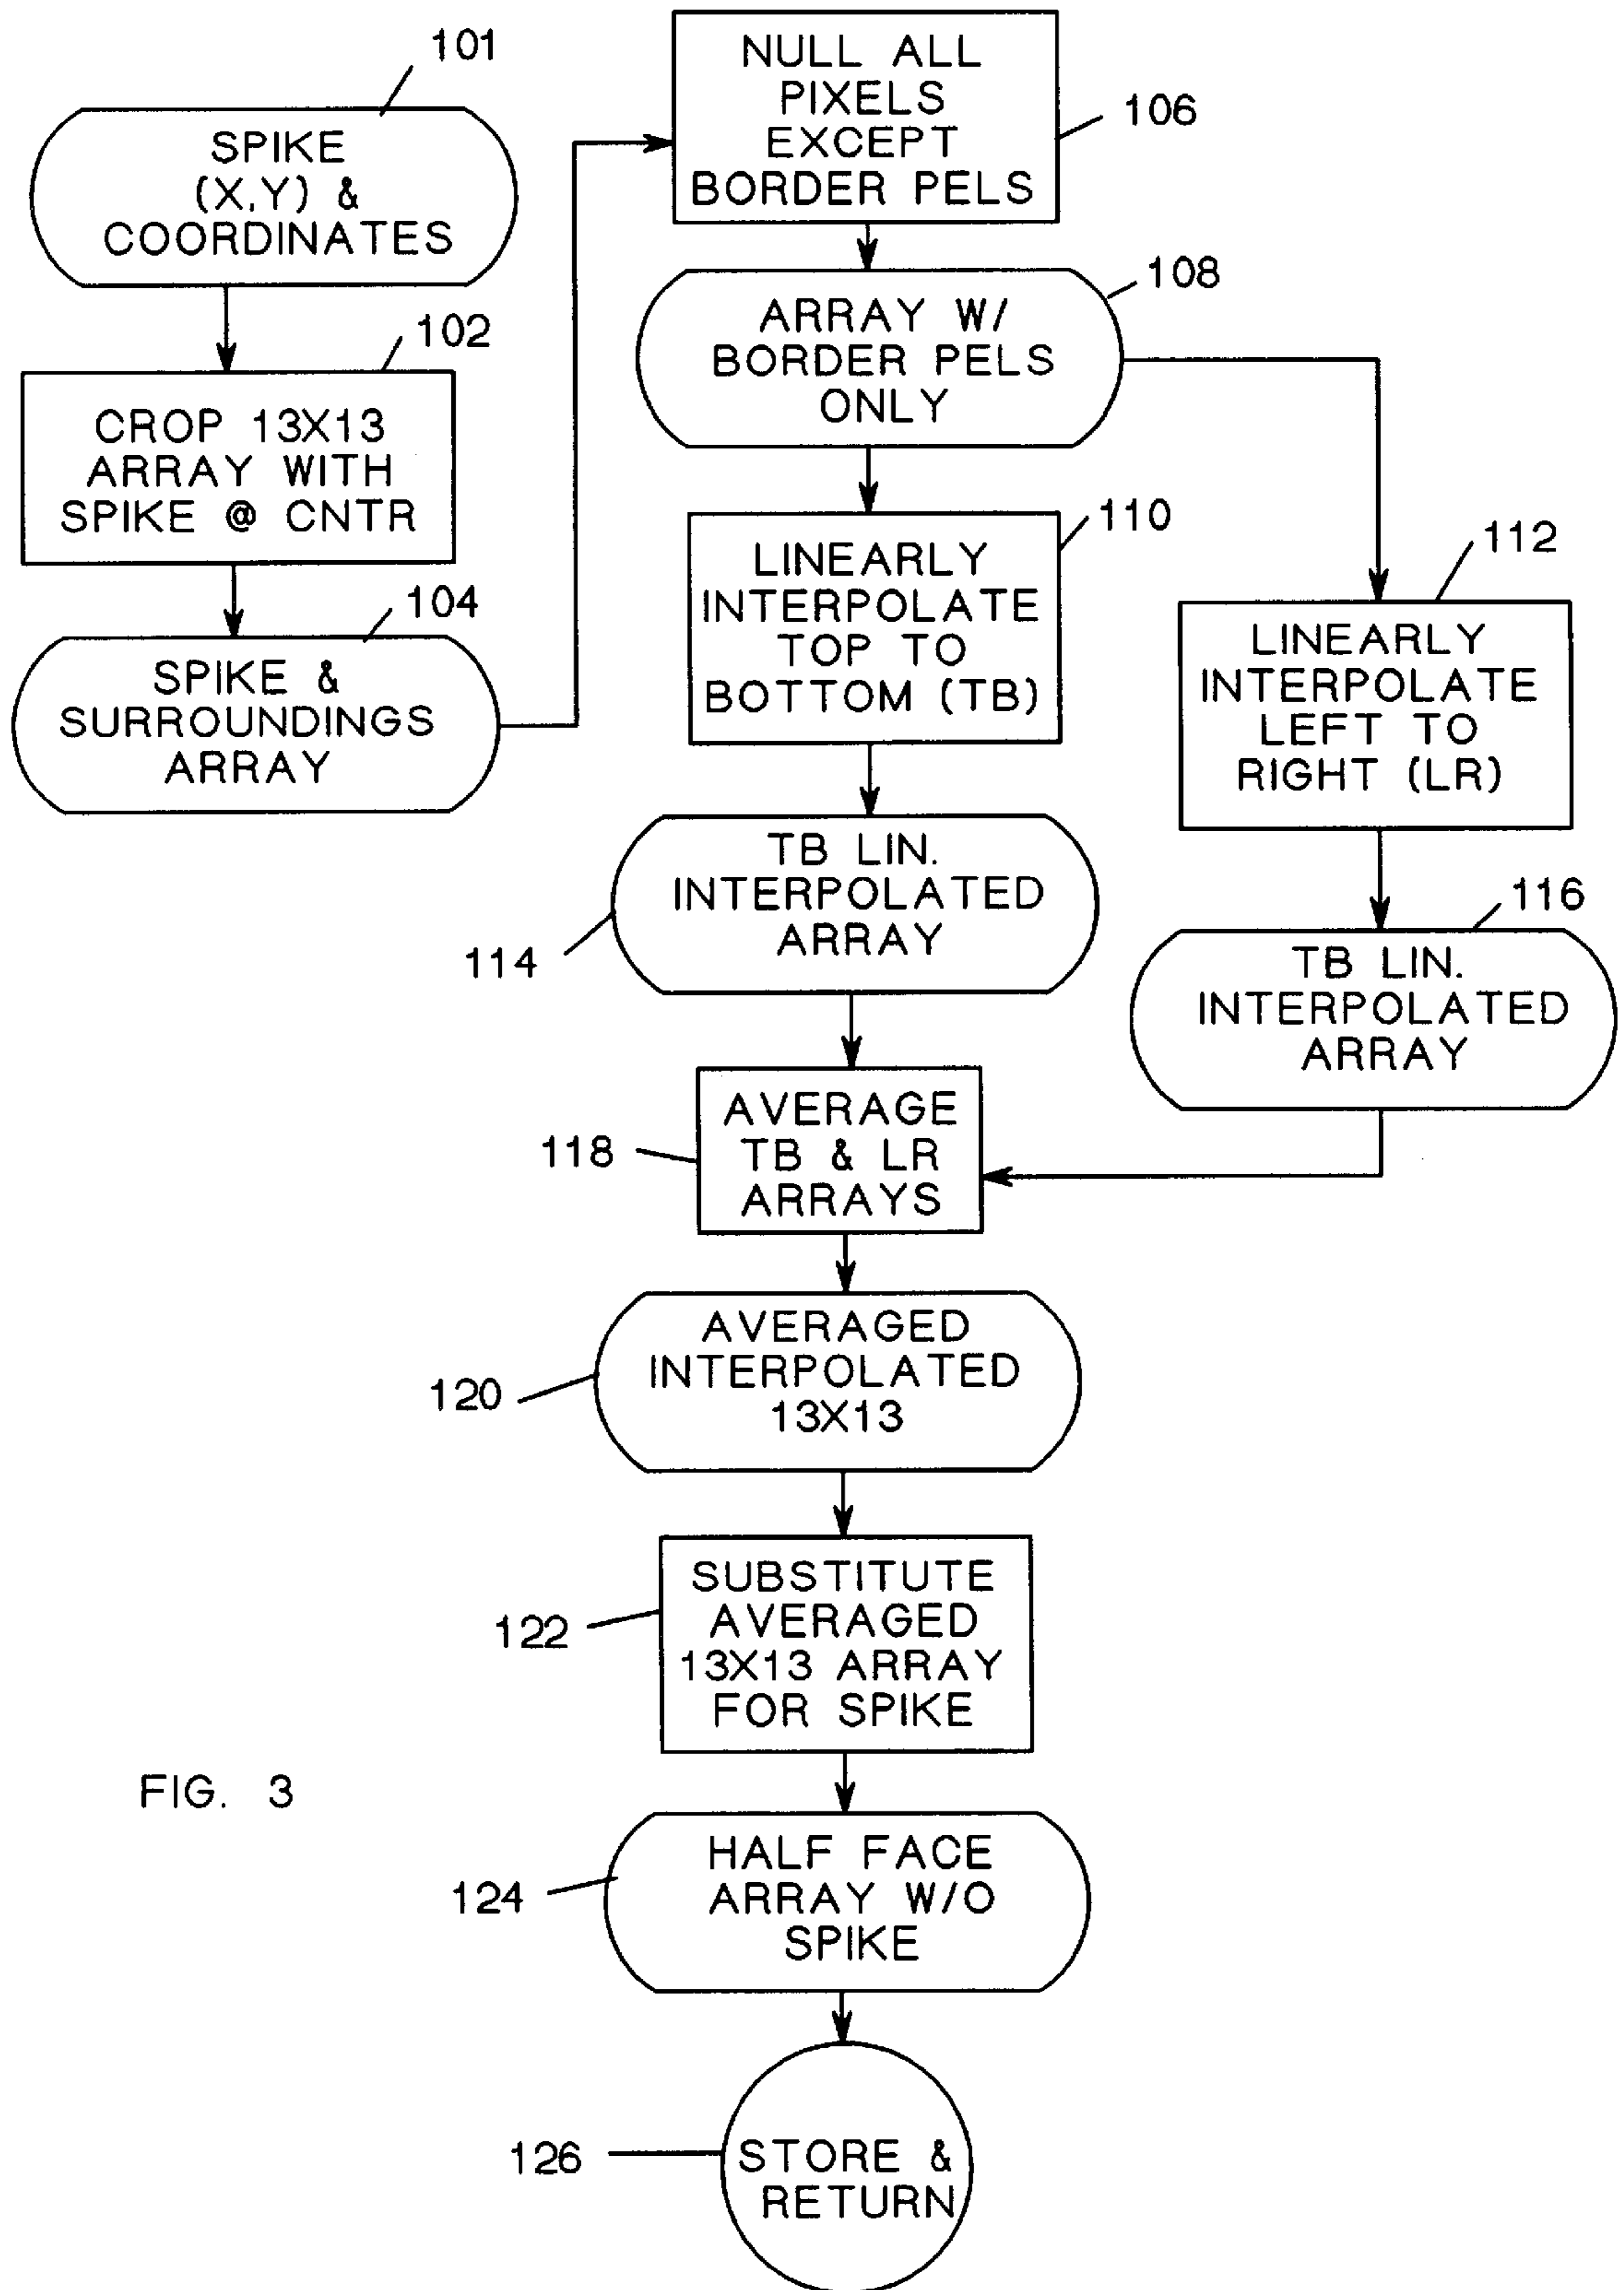 101
SPIKE
(X,Y) &
COORDINATES
102
CROP 13X13
ARRAY WITH
SPIKE @ CNTR
104
SPIKE &
SURROUNDINGS
ARRAY
NULL ALL
PIXELS
EXCEPT
BORDER PELS
106
108
ARRAY W/
BORDER PELS
ONLY
110
LINEARLY
INTERPOLATE
TOP TO
BOTTOM (TB)
112
LINEARLY
INTERPOLATE
LEFT TO
RIGHT (LR)
TB LIN.
INTERPOLATED
ARRAY
114
116
TB LIN.
INTERPOLATED
ARRAY
118
AVERAGE
TB & LR
ARRAYS
120
AVERAGED
INTERPOLATED
13X13
122
SUBSTITUTE
AVERAGED
13X13 ARRAY
FOR SPIKE
FIG. 3
124
HALF FACE
ARRAY W/O
SPIKE
126
STORE &
RETURN